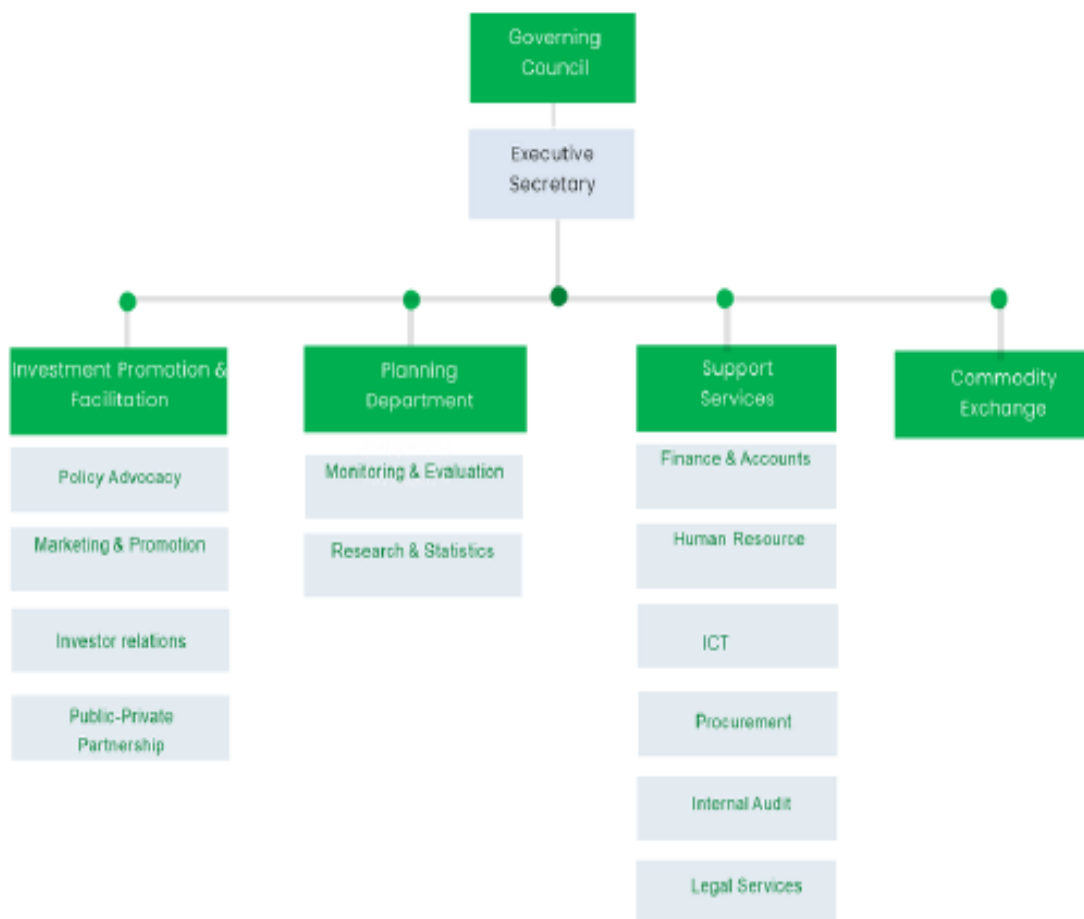 Governing
Council
Executive
Secretary
Investment Promotion &
Facilitation
Policy Advocacy
Marketing & Promotion
Investor relations
Public-Private
Partnership
Planning
Department
Monitoring & Evaluation
Research & Statistics
Support
Services
Finance & Accounts
Human Resource
ICT
Procurement
Internal Audit
Legal Services
Commodity
Exchange